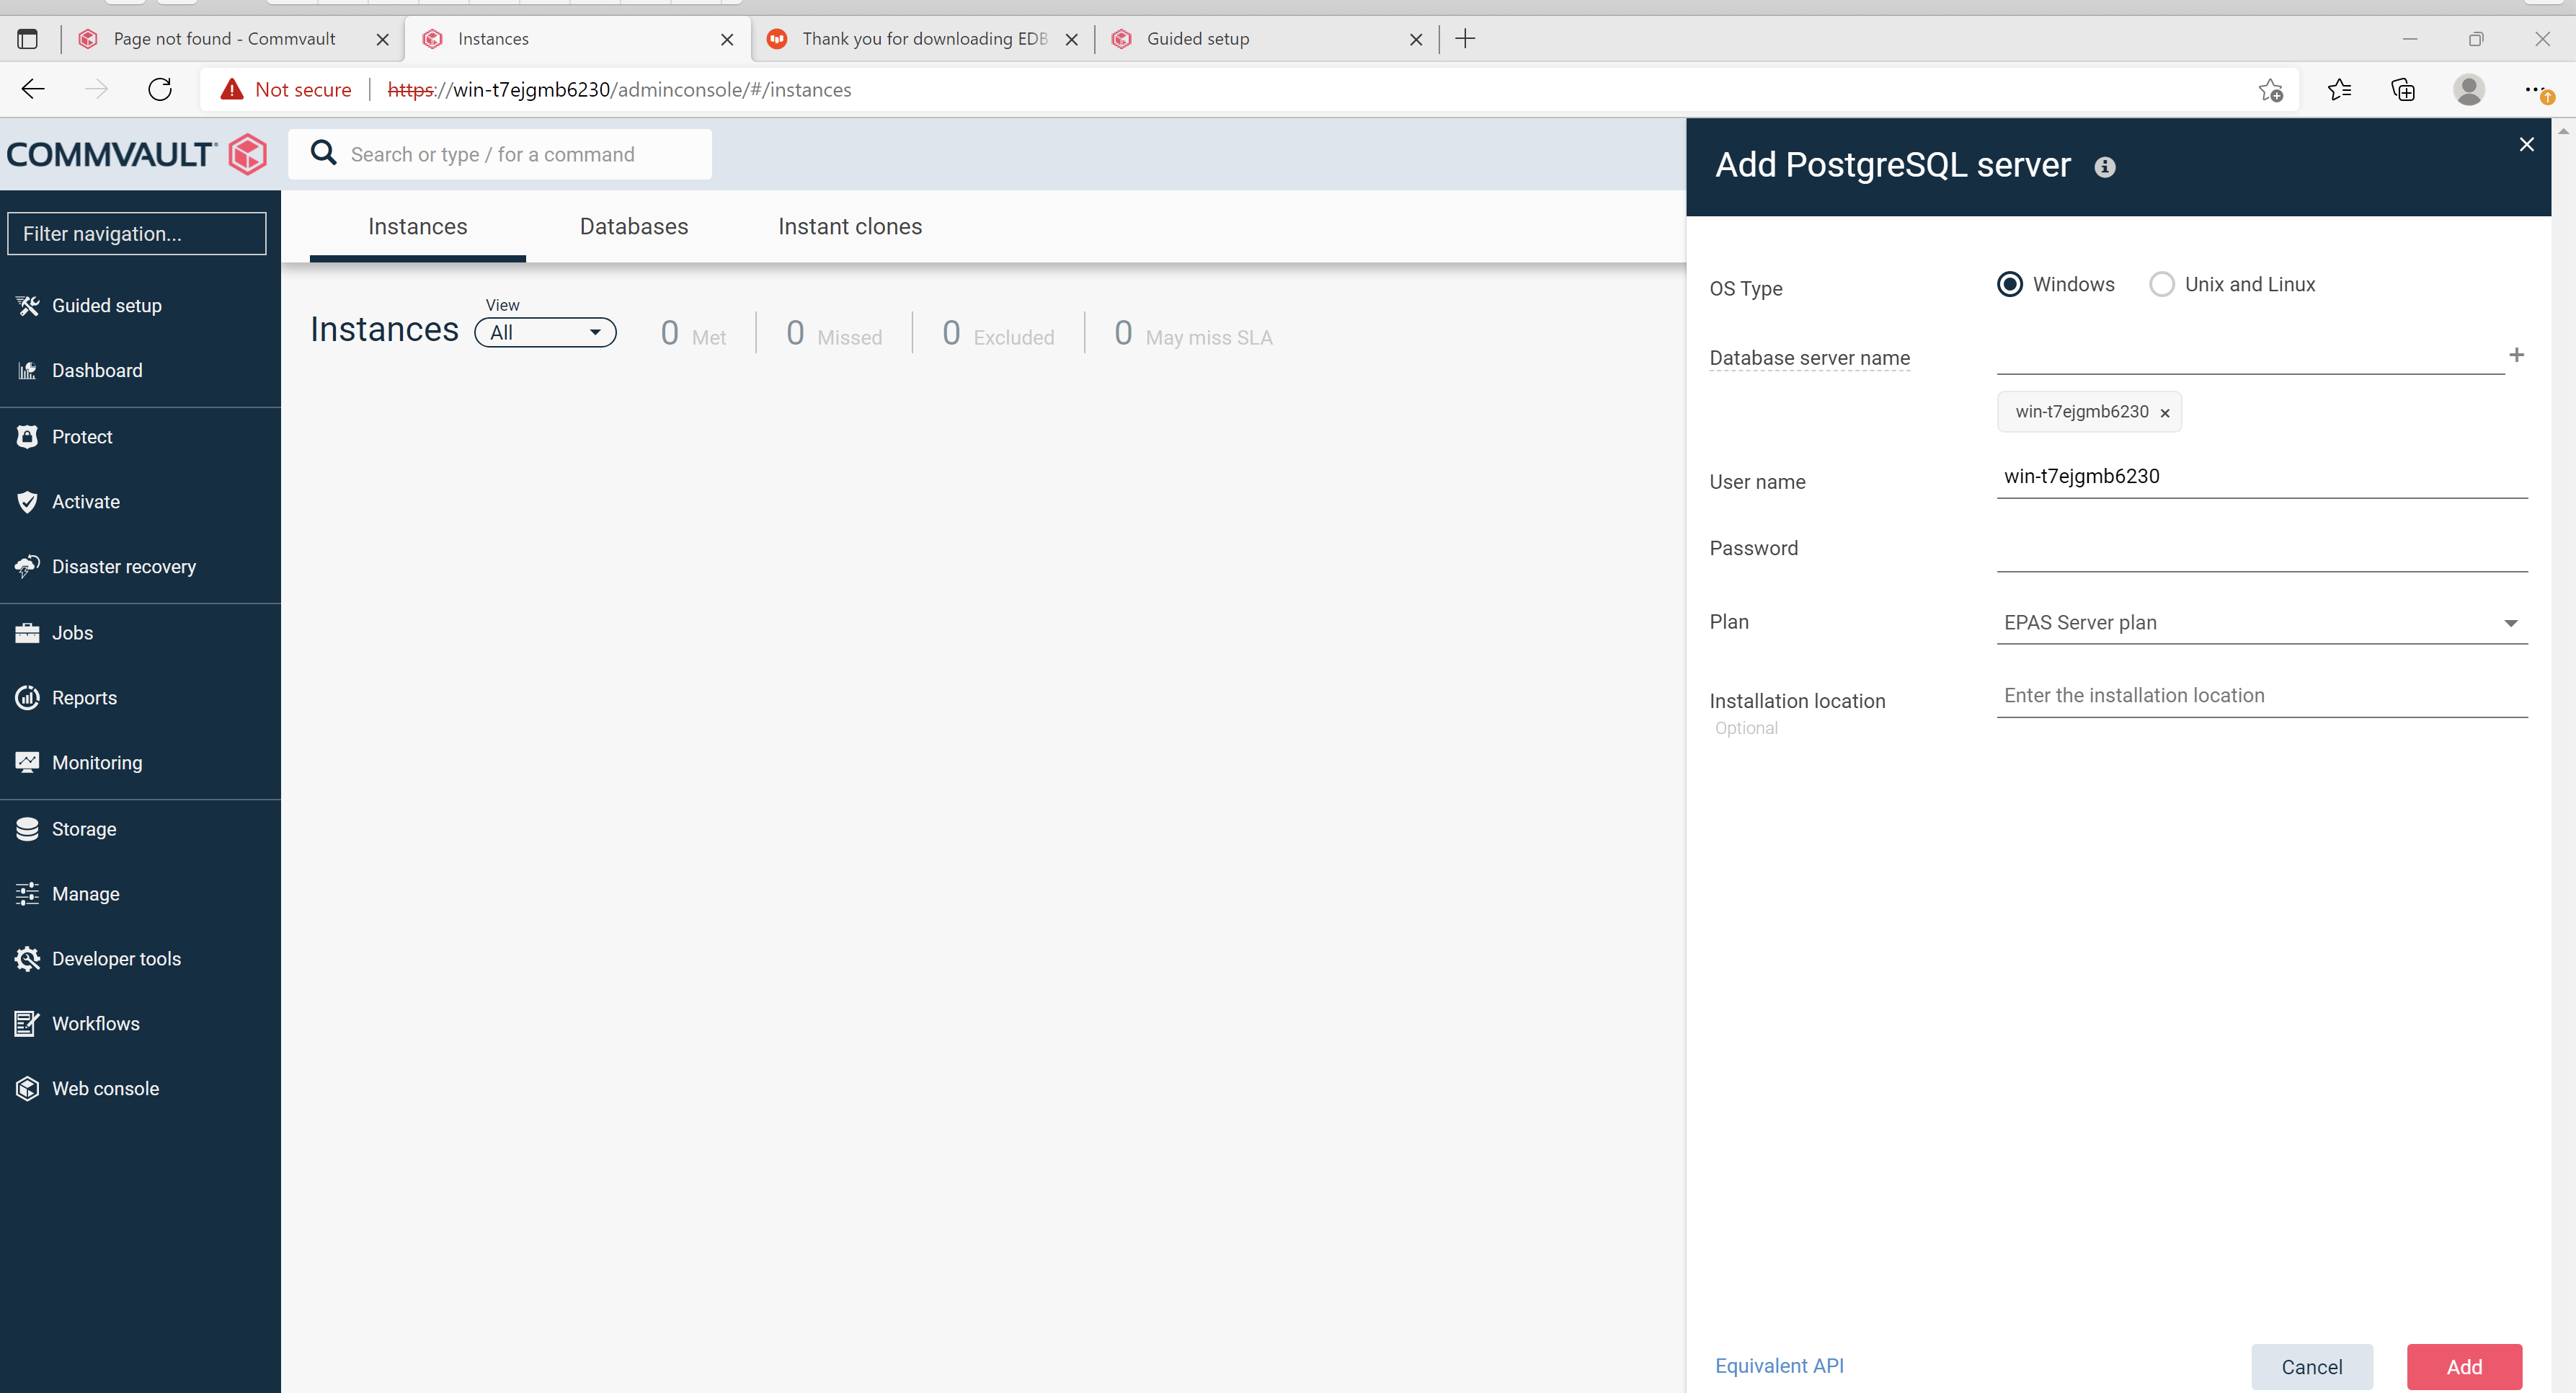 Page not found - Commvault
Instances
Thank you for downloading EDB
Guided setup
Not secure
https://win-t7ejgmb6230/adminconsole/#/instances
COMMVAULT
Search or type / for a command
Filter navigation...
Guided setup
Dashboard
Protect
Activate
Disaster recovery
Jobs
Reports
Monitoring
Storage
Manage
Developer tools
Workflows
Web console
Instances
Databases
Instant clones
Instances
View
All
0 Met
0 Missed
0 Excluded
0 May miss SLA
Add PostgreSQL server
OS Type
Windows
Unix and Linux
Database server name
win-t7ejgmb6230
User name
win-t7ejgmb6230
Password
Plan
EPAS Server plan
Installation location
Optional
Enter the installation location
Equivalent API
Cancel
Add